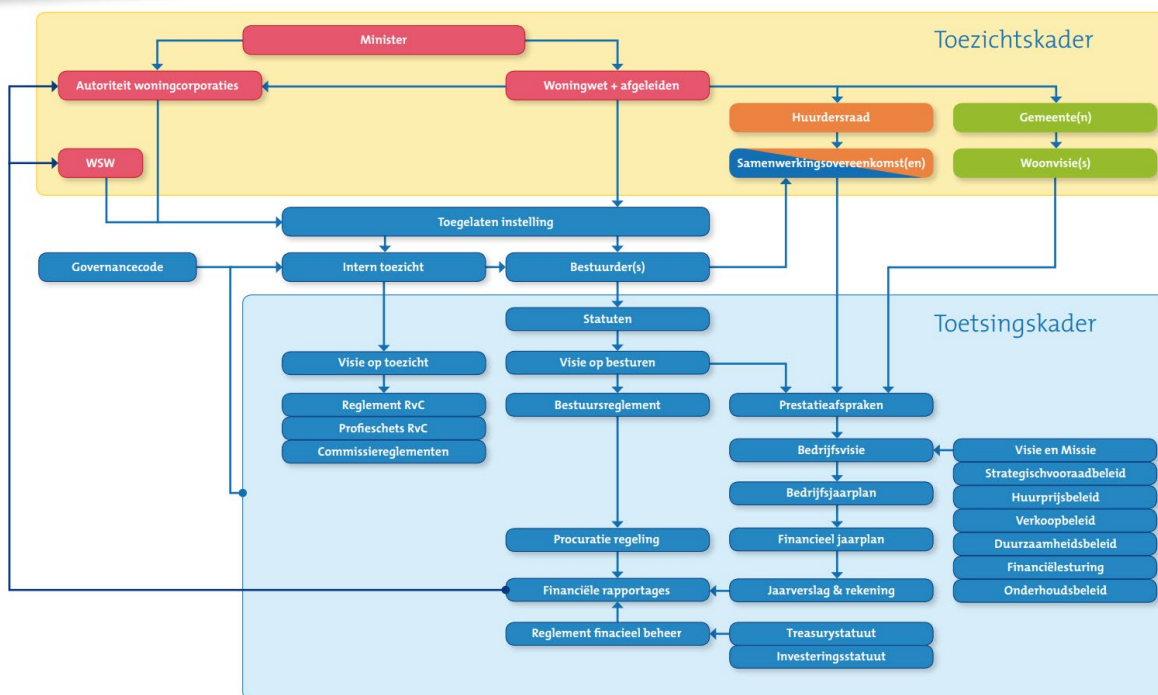 Toezichtskader
Minister
Autoriteit woningcorporaties
Woningwet + afgeleiden
Huurdersraad
Gemeente(n)
WSW
Samenwerkingsovereenkomst(en)
Woonvisie(s)
Toegelaten instelling
Governancecode
Intern toezicht
Bestuurder(s)
Toetsingskader
Statuten
Visie op toezicht
Visie op besturen
Reglement RvC
Bestuursreglement
Prestatieafspraken
Profieschets RvC
Commissiereglementen
Bedrijfsvisie
Visie en Missie
Strategischvooraadbeleid
Bedrijfsjaarplan
Huurprijsbeleid
Verkoopbeleid
Procuratie regeling
Financieel jaarplan
Duurzaamheidsbeleid
Financiëlesturing
Financiële rapportages
Jaarverslag & rekening
Onderhoudsbeleid
Reglement finacieel beheer
Treasurystatuut
Investeringsstatuut